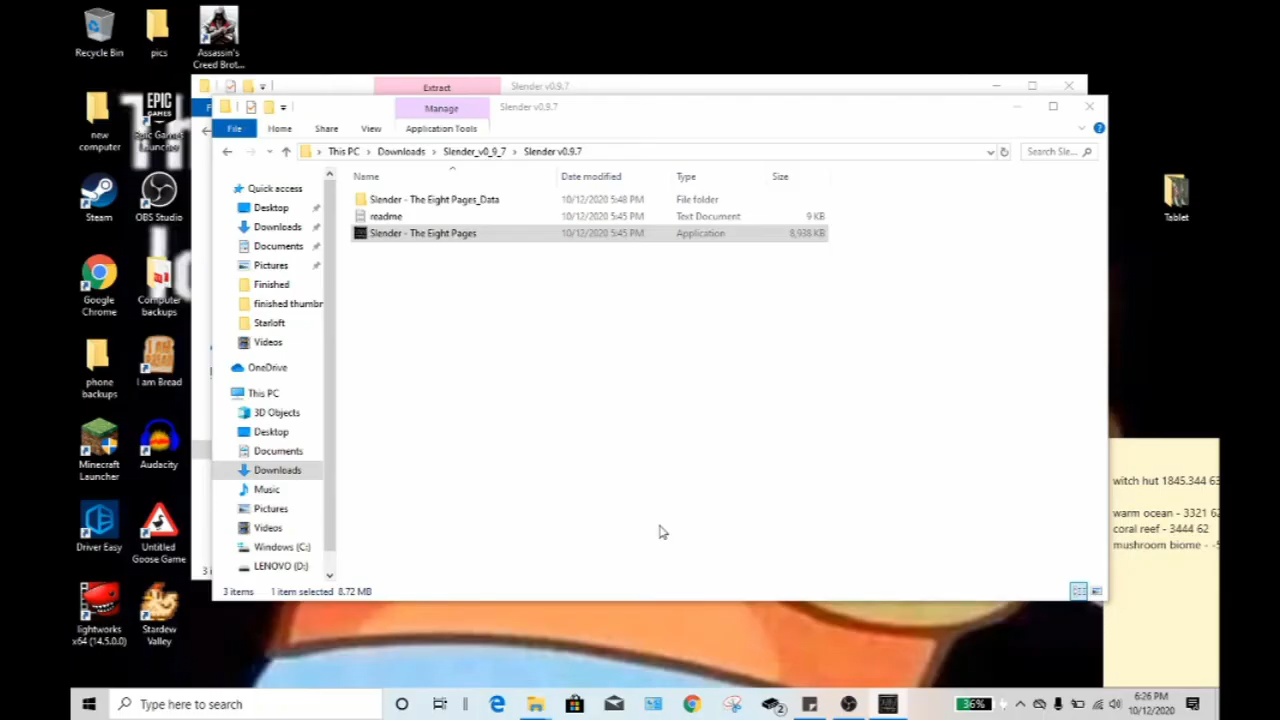 Recycle Bin
pics
Assassin's
Creed Brot...
new
computer
EPIC
GAMES
Epic Games
Launcher
Steam
OBS Studio
Google
Chrome
Computer
backups
phone
backups
I AM
BREAD
I am Bread
Minecraft
Launcher
Audacity
Driver Easy
Untitled
Goose Game
lightworks
x64 (14.5.0.0)
Stardew
Valley
Tablet
Extract
Slender v0.9.7
Manage
Slender v0.9.7
File
Home
Share
View
Application Tools
This PC > Downloads > Slender_v0_9_7 > Slender v0.9.7
Search Sle...
Name
Date modified
Type
Size
Slender - The Eight Pages_Data 10/12/2020 5:48 PM File folder
readme 10/12/2020 5:45 PM Text Document 9 KB
Slender - The Eight Pages 10/12/2020 5:45 PM Application 8,938 KB
Quick access
Desktop
Downloads
Documents
Pictures
Finished
finished thumbr
Starloft
Videos
OneDrive
This PC
3D Objects
Desktop
Documents
Downloads
Music
Pictures
Videos
Windows (C:)
LENOVO (D:)
3 items 1 item selected 8.72 MB
witch hut 1845.344 63
warm ocean - 3321 62
coral reef - 3444 62
mushroom biome - -5
Type here to search
2
36%
6:26 PM
10/12/2020